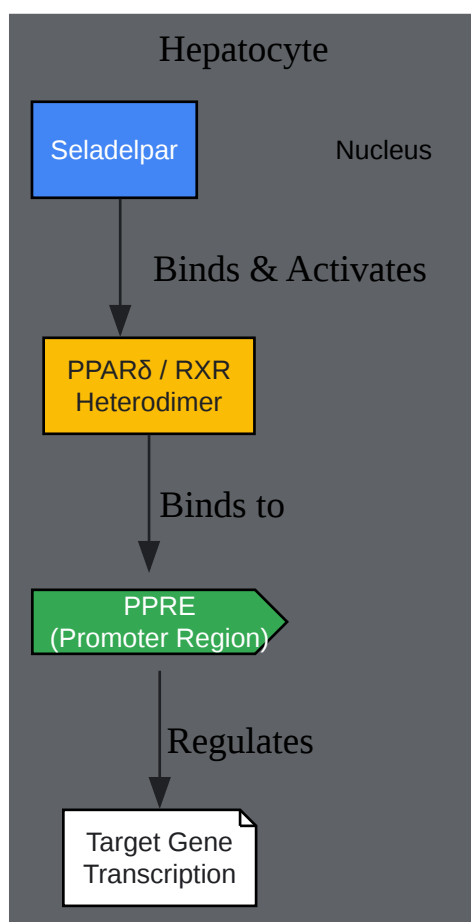 Hepatocyte
Seladelpar
Nucleus
Binds & Activates
PPARδ / RXR
Heterodimer
Binds to
PPRE
(Promoter Region)
Regulates
Target Gene
Transcription